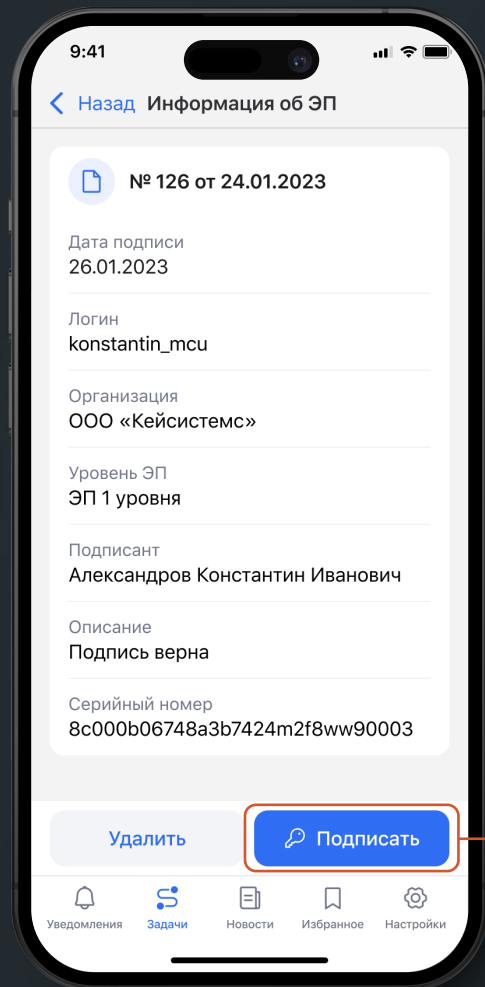 9:41
Назад Информация об ЭП
№ 126 от 24.01.2023
Дата подписи
26.01.2023
Логин
konstantin_mcu
Организация
ООО «Кейсистемс»
Уровень ЭП
ЭП 1 уровня
Подписант
Александров Константин Иванович
Описание
Подпись верна
Серийный номер
8c000b06748a3b7424m2f8ww90003
Удалить Подписать
Уведомления Задачи Новости Избранное Настройки